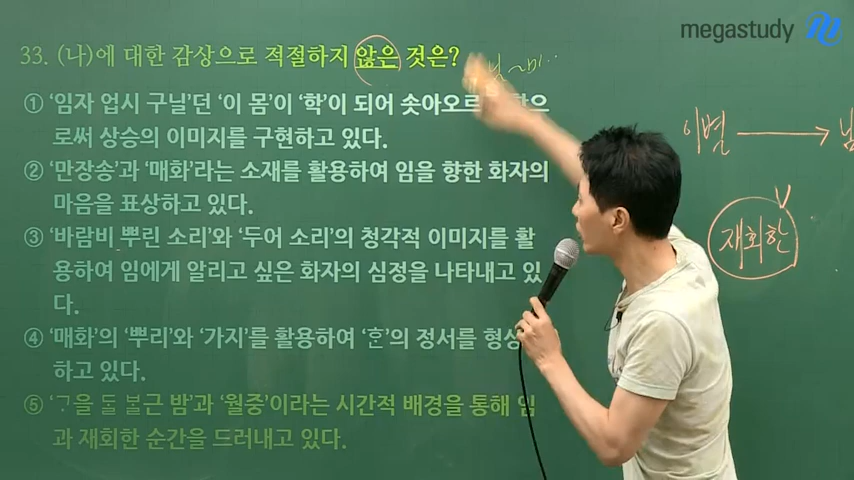 megastudy
33. (나)에 대한 감상으로 적절하지 않은 것은?
① ‘임자 업시 구닐’던 ‘이 몸’이 ‘학’이 되어 솟아오르
로써 상승의 이미지를 구현하고 있다.
② ‘만장송’과 ‘매화’라는 소재를 활용하여 임을 향한 화자의
마음을 표상하고 있다.
③ ‘바람비 뿌린 소리’와 ‘두어 소리’의 청각적 이미지를 활
용하여 임에게 알리고 싶은 화자의 심정을 나타내고 있
다.
④ ‘매화’의 ‘뿌리’와 ‘가지’를 활용하여 ‘ᄒᆞᆫ’의 정서를 형성
하고 있다.
⑤ 돌 붉근 밤’과 ‘월중’이라는 시간적 배경을 통해 임
과 재회한 순간을 드러내고 있다.
이별 → 님
재회한